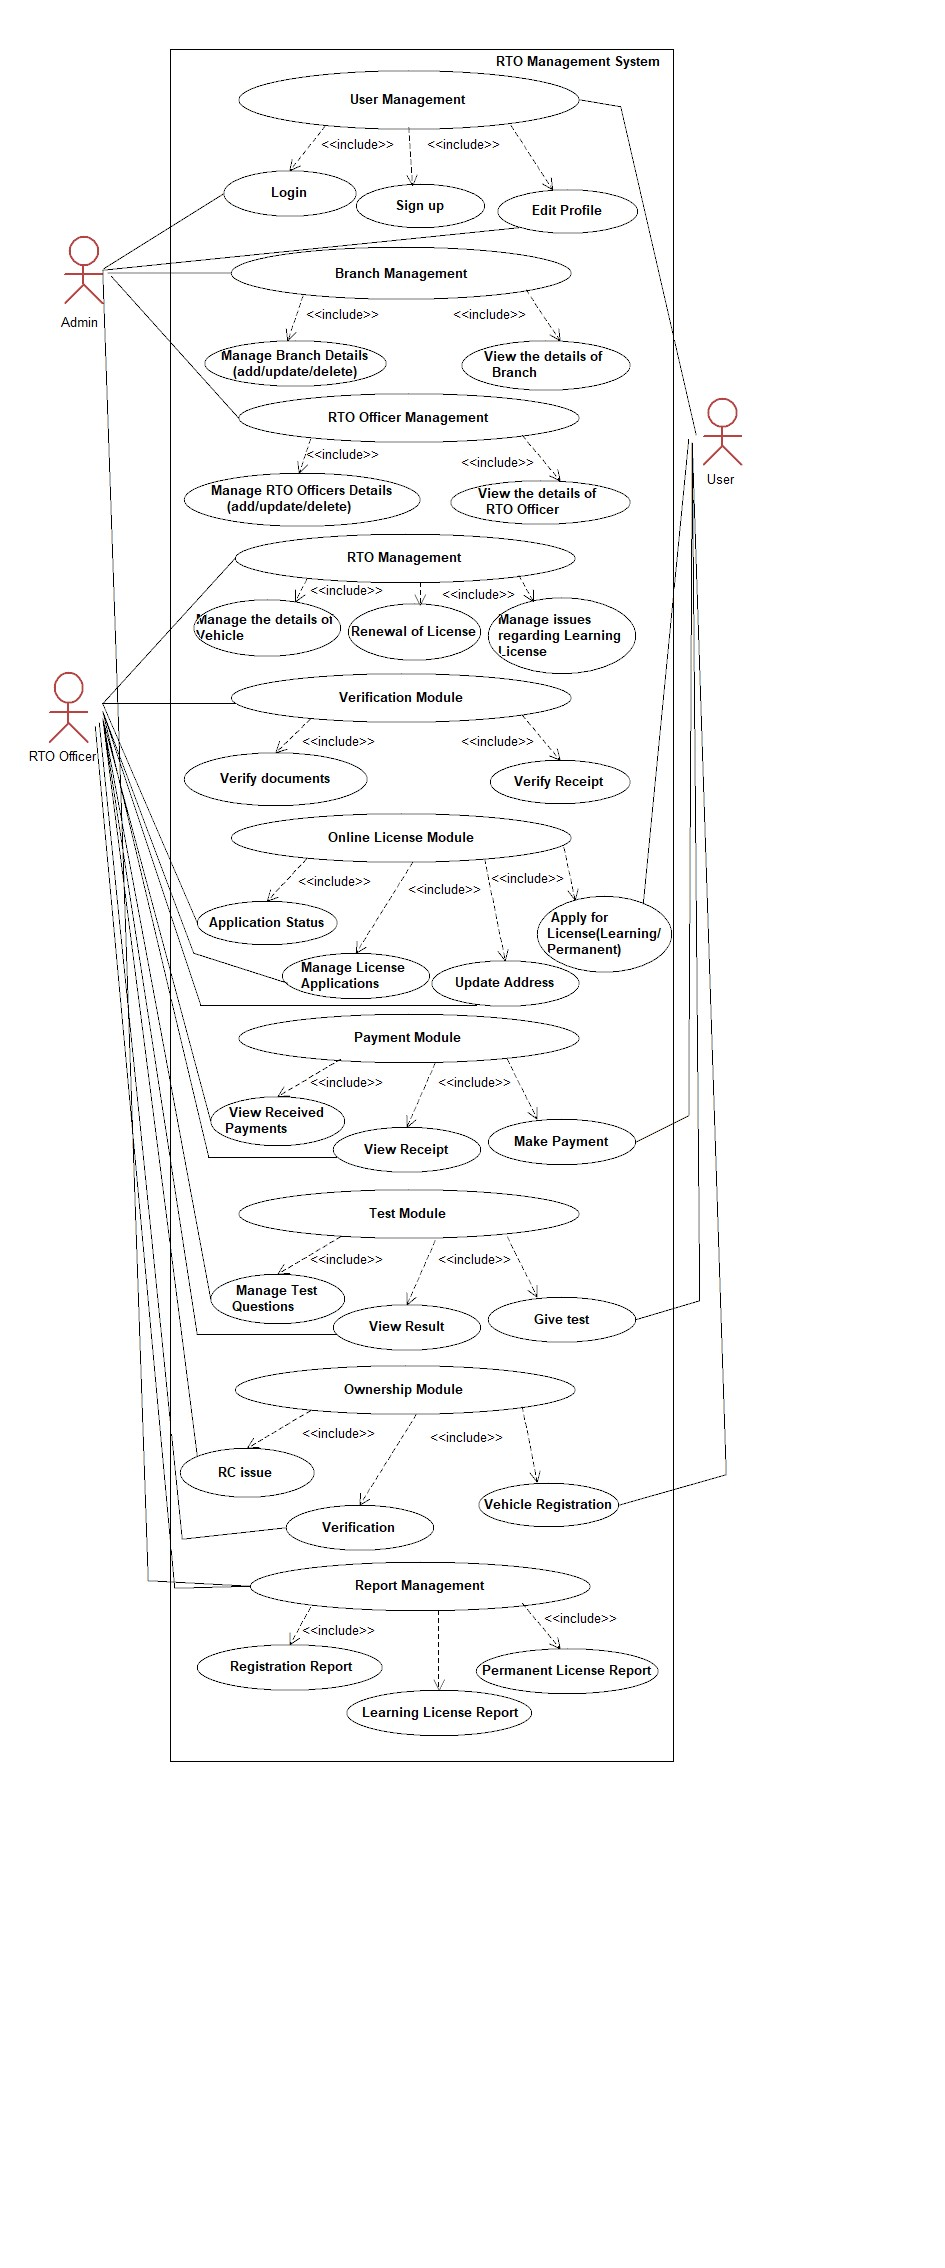 RTO Management System
User Management
<<include>>
<<include>>
Login
Sign up
Edit Profile
Admin
Branch Management
<<include>>
<<include>>
Manage Branch Details
(add/update/delete)
View the details of
Branch
RTO Officer Management
<<include>>
<<include>>
Manage RTO Officers Details
(add/update/delete)
View the details of
RTO Officer
User
RTO Management
<<include>>
<<include>>
Manage the details of
Vehicle
Renewal of License
Manage issues
regarding Learning
License
Verification Module
RTO Officer
<<include>>
<<include>>
Verify documents
Verify Receipt
Online License Module
<<include>>
<<include>>
<<include>>
Application Status
Apply for
License(Learning/
Permanent)
Manage License
Applications
Update Address
Payment Module
<<include>>
<<include>>
View Received
Payments
View Receipt
Make Payment
Test Module
<<include>>
<<include>>
Manage Test
Questions
View Result
Give test
Ownership Module
<<include>>
<<include>>
RC issue
Verification
Vehicle Registration
Report Management
<<include>>
<<include>>
Registration Report
Permanent License Report
Learning License Report